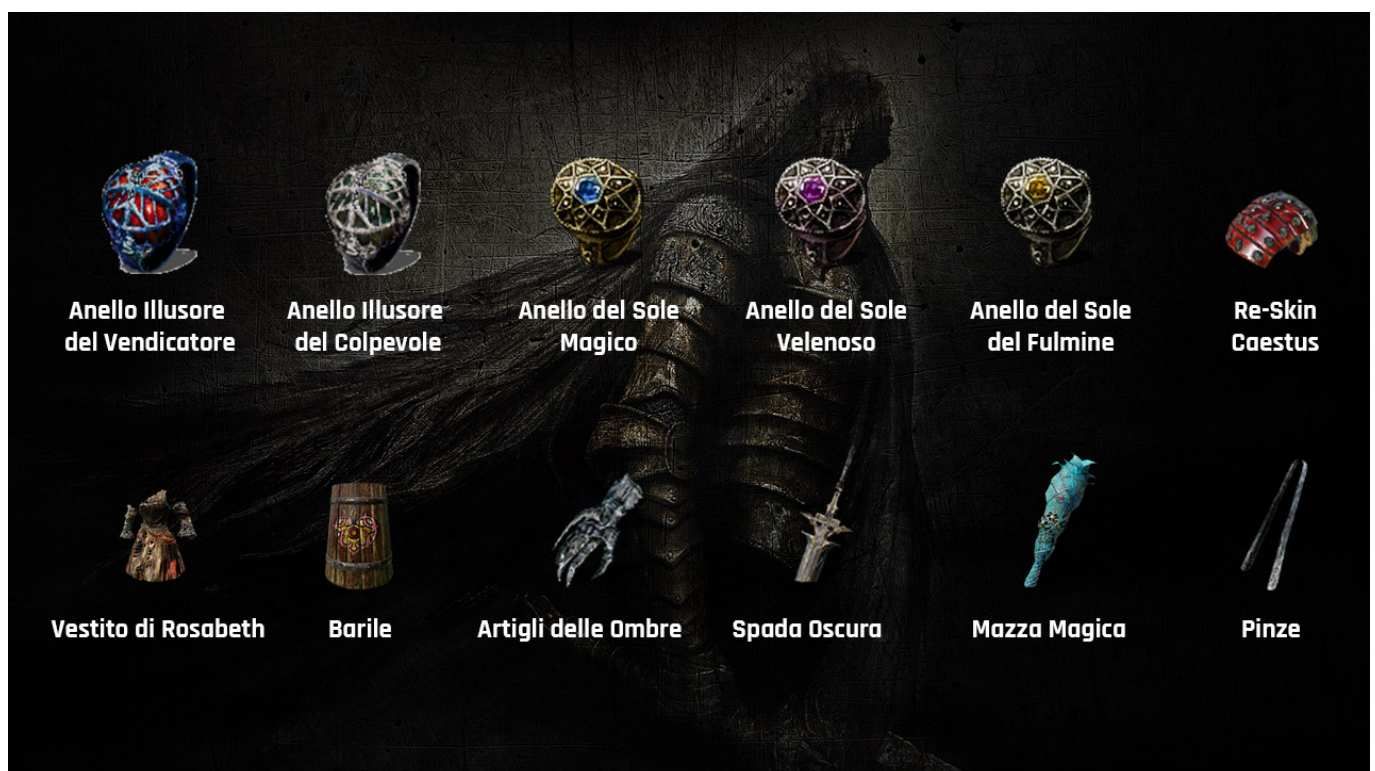 Anello Illusore
del Vendicatore
Anello Illusore
del Colpevole
Anello del Sole
Magico
Anello del Sole
Velenoso
Anello del Sole
del Fulmine
Re-Skin
Caestus
Vestito di Rosabeth
Barile
Artigli delle Ombre
Spada Oscura
Mazza Magica
Pinze